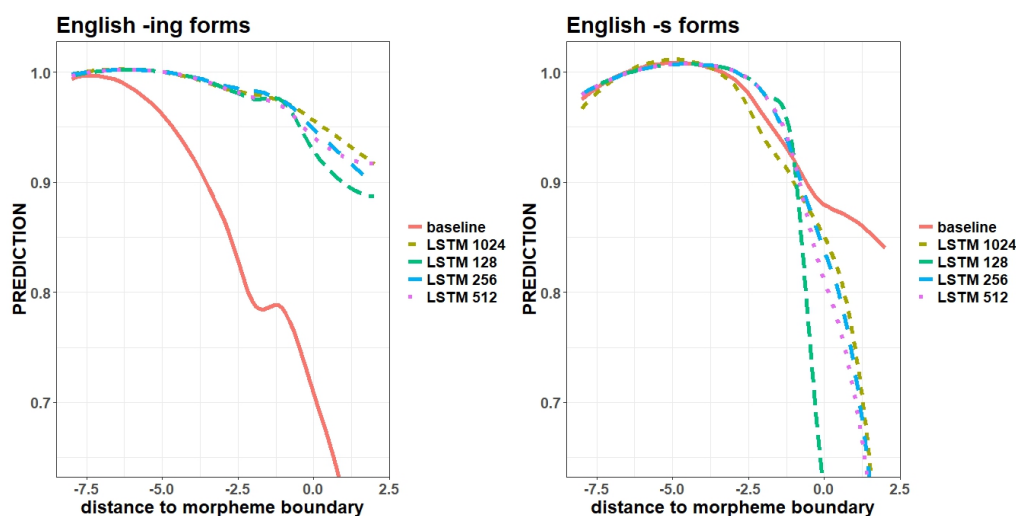 English -ing forms
PREDICTION
1.0
0.9
0.8
0.7
-7.5 -5.0 -2.5 0.0 2.5
distance to morpheme boundary
baseline
LSTM 1024
LSTM 128
LSTM 256
LSTM 512
English -s forms
PREDICTION
1.0
0.9
0.8
0.7
-7.5 -5.0 -2.5 0.0 2.5
distance to morpheme boundary
baseline
LSTM 1024
LSTM 128
LSTM 256
LSTM 512